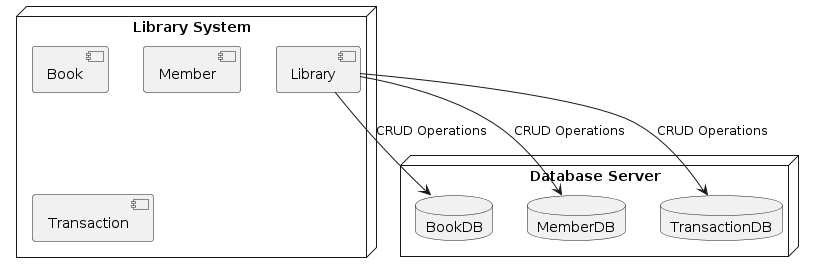 Library System
Book
Member
Library
CRUD Operations
CRUD Operations
CRUD Operations
Database Server
Transaction
BookDB
MemberDB
TransactionDB